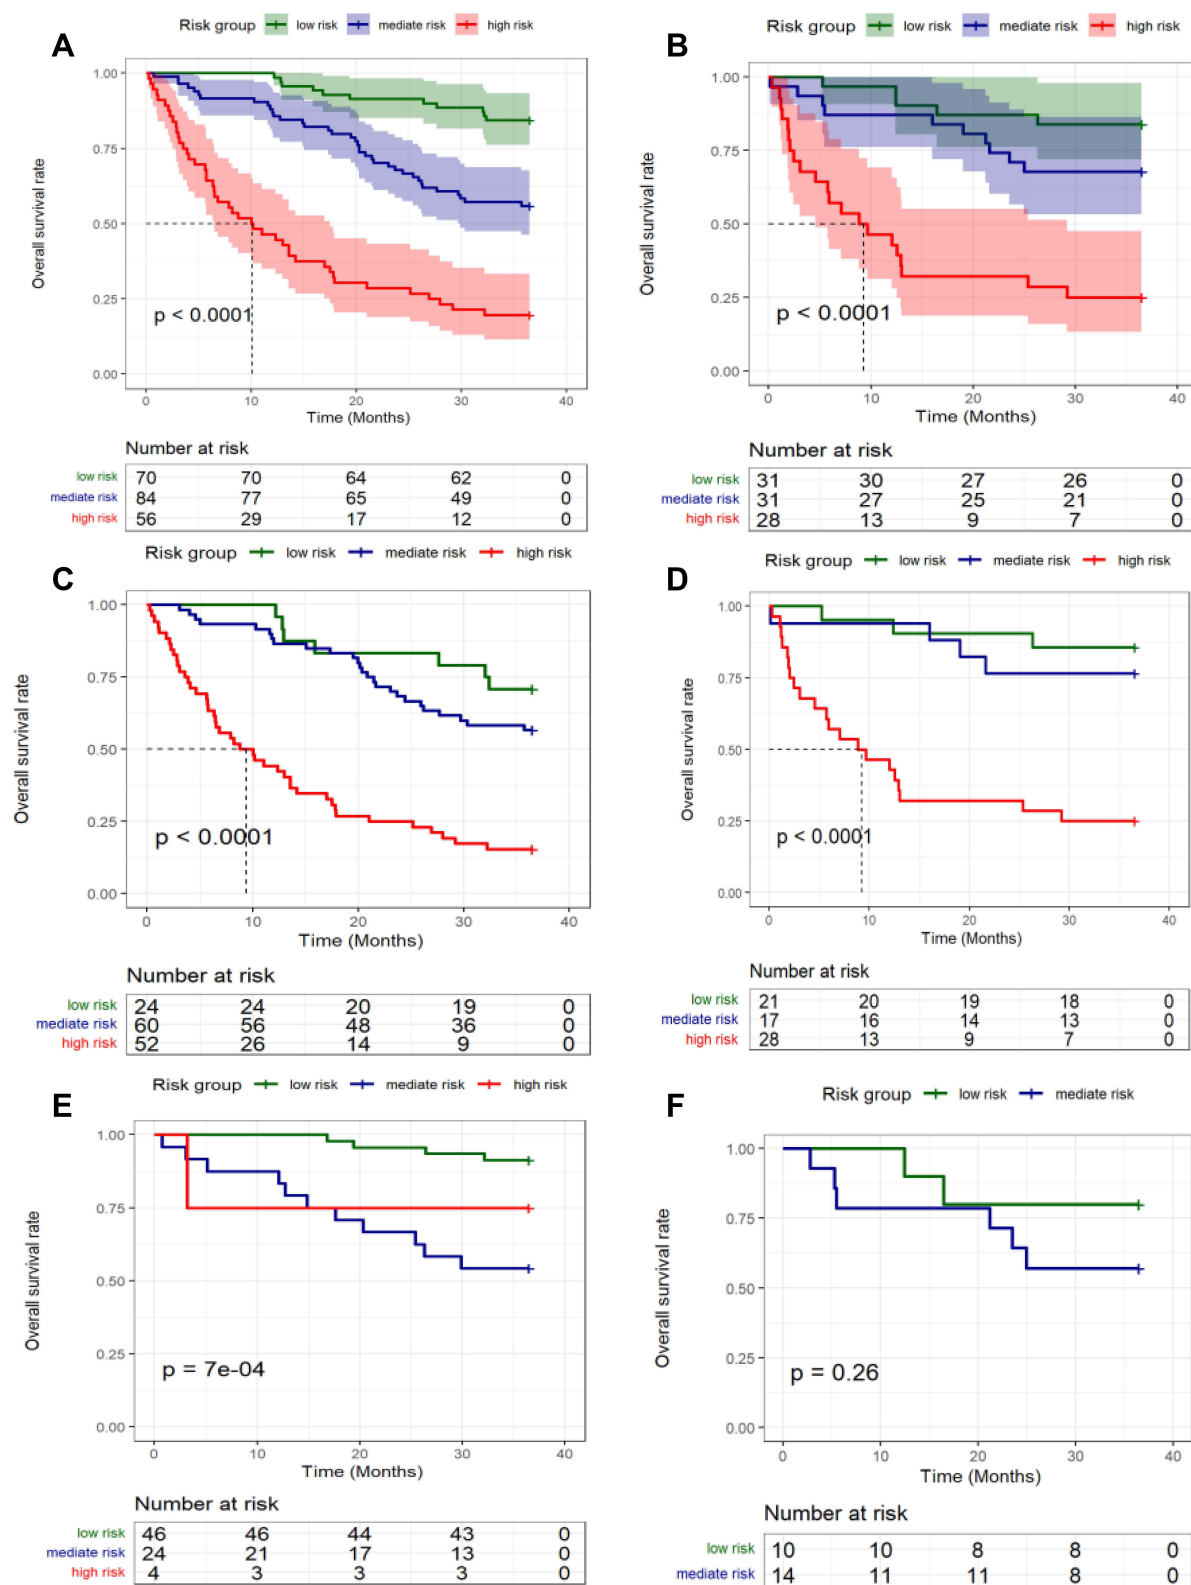 Risk group low risk mediate risk high risk
A
1.00
0.75
0.50
0.25
0.00
Overall survival rate
p < 0.0001
0 10 20 30 40
Time (Months)
Number at risk
low risk 70 70 64 62 0
mediate risk 84 77 65 49 0
high risk 56 29 17 12 0
Risk group low risk mediate risk high risk
B
1.00
0.75
0.50
0.25
0.00
Overall survival rate
p < 0.0001
0 10 20 30 40
Time (Months)
Number at risk
low risk 31 30 27 26 0
mediate risk 31 27 25 21 0
high risk 28 13 9 7 0
Risk group low risk mediate risk high risk
C
1.00
0.75
0.50
0.25
0.00
Overall survival rate
p < 0.0001
0 10 20 30 40
Time (Months)
Number at risk
low risk 24 24 20 19 0
mediate risk 60 56 48 36 0
high risk 52 26 14 9 0
Risk group low risk mediate risk high risk
D
1.00
0.75
0.50
0.25
0.00
Overall survival rate
p < 0.0001
0 10 20 30 40
Time (Months)
Number at risk
low risk 21 20 19 18 0
mediate risk 17 16 14 13 0
high risk 28 13 9 7 0
Risk group low risk mediate risk high risk
E
1.00
0.75
0.50
0.25
0.00
Overall survival rate
p = 7e-04
0 10 20 30 40
Time (Months)
Number at risk
low risk 46 46 44 43 0
mediate risk 24 21 17 13 0
high risk 4 3 3 3 0
Risk group low risk mediate risk
F
1.00
0.75
0.50
0.25
0.00
Overall survival rate
p = 0.26
0 10 20 30 40
Time (Months)
Number at risk
low risk 10 10 8 8 0
mediate risk 14 11 11 8 0